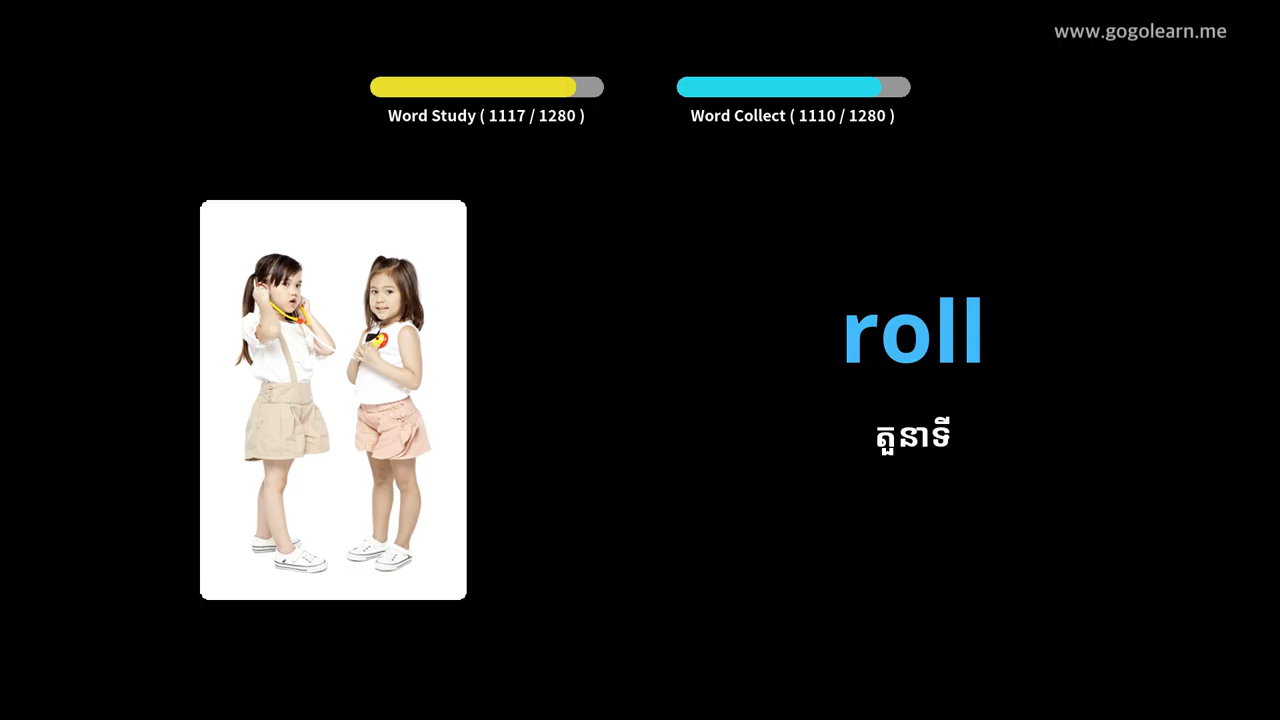 www.gogolearn.me
Word Study ( 1117 / 1280 )
Word Collect ( 1110 / 1280 )
roll
តួនាទី